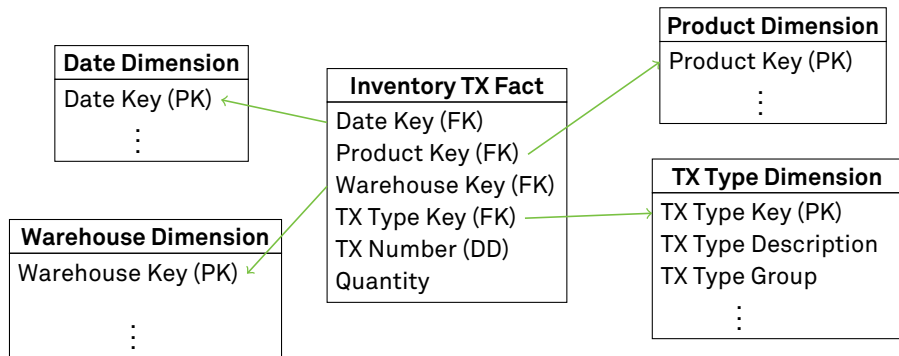 Date Dimension
Date Key (PK)
⋮
Inventory TX Fact
Date Key (FK)
Product Key (FK)
Warehouse Key (FK)
TX Type Key (FK)
TX Number (DD)
Quantity
Product Dimension
Product Key (PK)
⋮
TX Type Dimension
TX Type Key (PK)
TX Type Description
TX Type Group
⋮
Warehouse Dimension
Warehouse Key (PK)
⋮